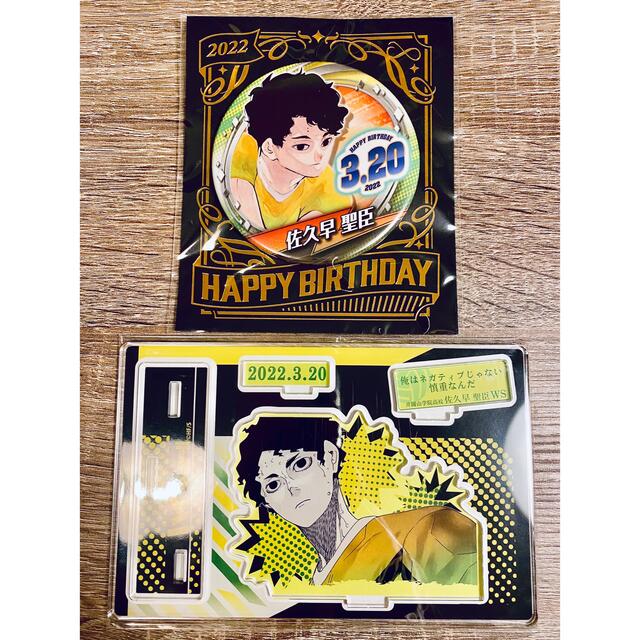 2022
HAPPY BIRTHDAY
3.20
2022
佐久早 聖臣
HAPPY BIRTHDAY
2022.3.20
俺はネガティブじゃない
慎重なんだ
井闥山学院高校 佐久早 聖臣 WS